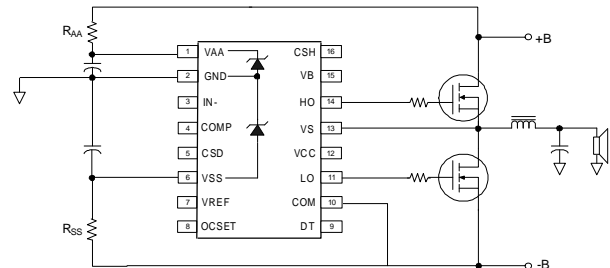 RAA
+B
1 VAA CSH 16
2 GND VB 15
3 IN- HO 14
4 COMP VS 13
5 CSD VCC 12
6 VSS LO 11
7 VREF COM 10
8 OCSET DT 9
RSS
-B